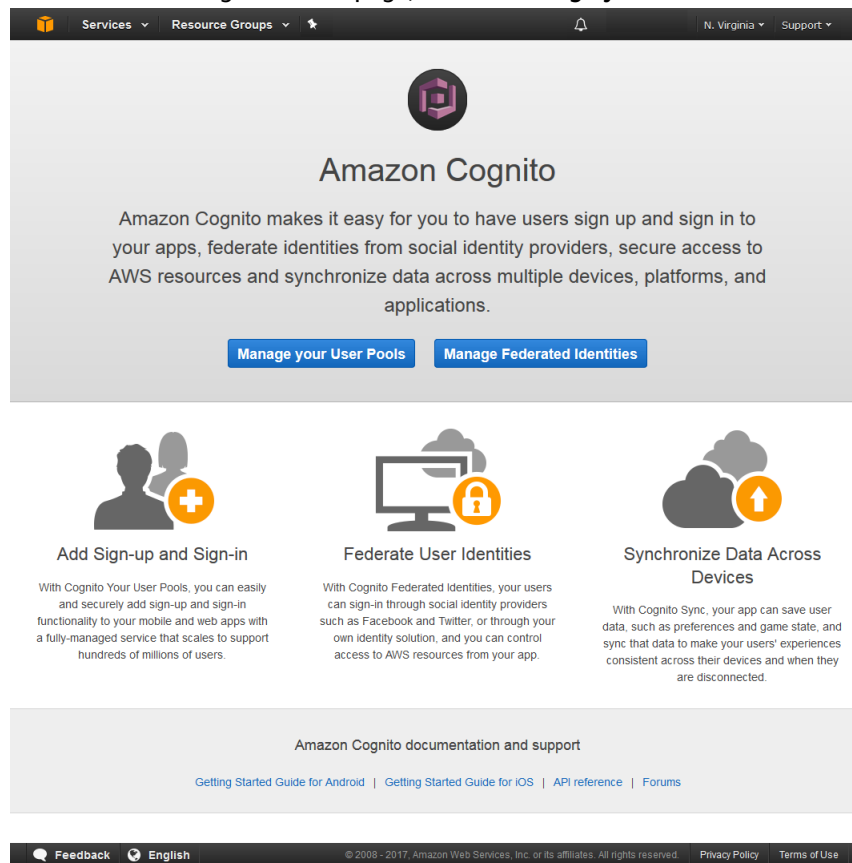 Services Resource Groups N. Virginia Support
Amazon Cognito
Amazon Cognito makes it easy for you to have users sign up and sign in to
your apps, federate identities from social identity providers, secure access to
AWS resources and synchronize data across multiple devices, platforms, and
applications.
Manage your User Pools Manage Federated Identities
Add Sign-up and Sign-in
With Cognito Your User Pools, you can easily
and securely add sign-up and sign-in
functionality to your mobile and web apps with
a fully-managed service that scales to support
hundreds of millions of users.
Federate User Identities
With Cognito Federated Identities, your users
can sign-in through social identity providers
such as Facebook and Twitter, or through your
own identity solution, and you can control
access to AWS resources from your app.
Synchronize Data Across
Devices
With Cognito Sync, your app can save user
data, such as preferences and game state, and
sync that data to make your users' experiences
consistent across their devices and when they
are disconnected.
Amazon Cognito documentation and support
Getting Started Guide for Android | Getting Started Guide for iOS | API reference | Forums
Feedback English © 2008 - 2017, Amazon Web Services, Inc. or its affiliates. All rights reserved. Privacy Policy Terms of Use